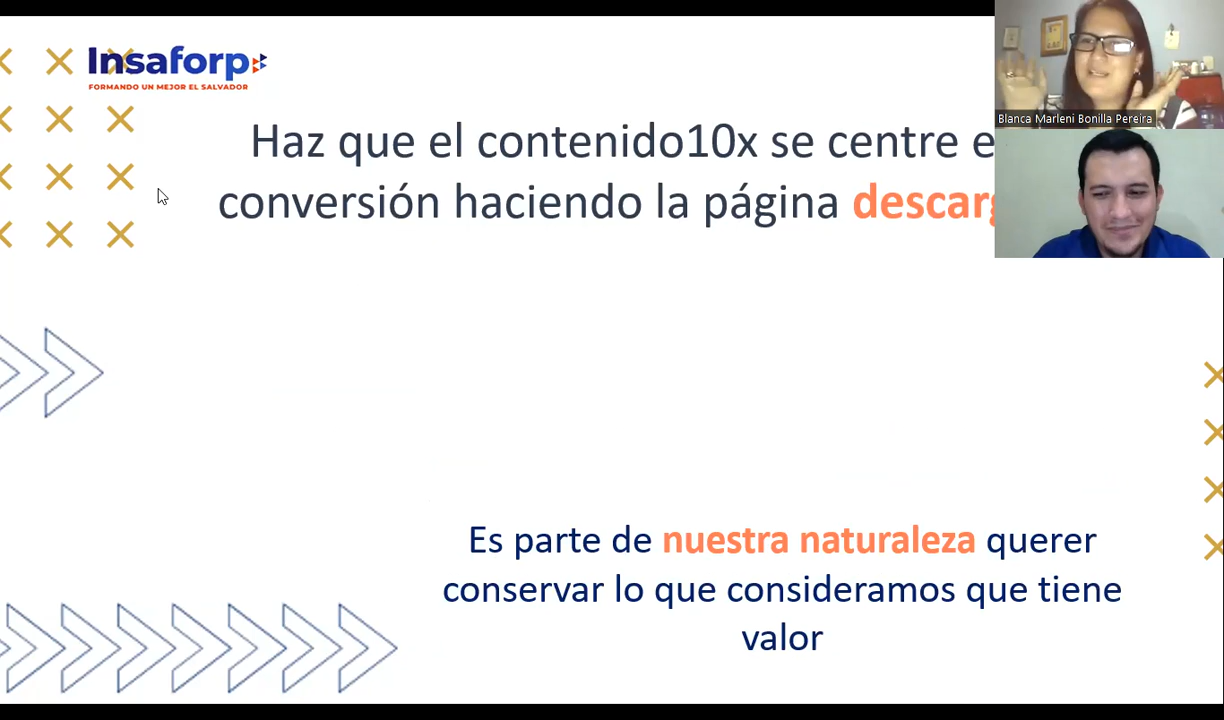 Insaforp
FORMANDO UN MEJOR EL SALVADOR
Haz que el contenido10x se centre
conversión haciendo la página
Es parte de nuestra naturaleza querer
conservar lo que consideramos que tiene
valor
Blanca Marleni Bonilla Pereira